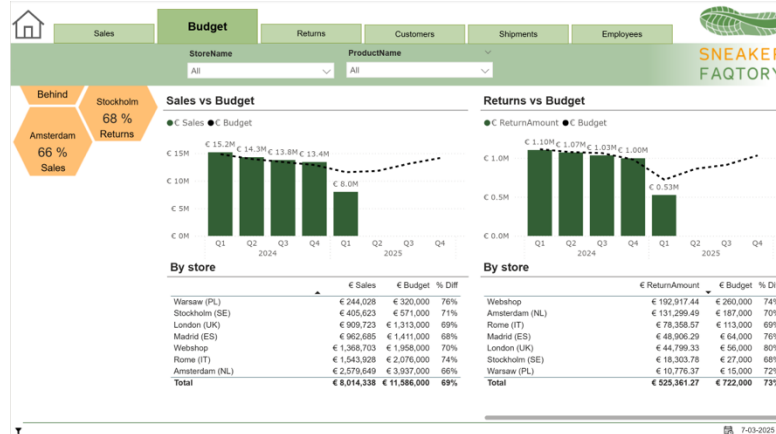 Sales
Budget
Returns
Customers
Shipments
Employees
SNEAKER
FAQTORY
StoreName
ProductName
All
All
Behind
Stockholm
68 %
Returns
Amsterdam
66 %
Sales
Sales vs Budget
€ Sales € Budget
€ 15.2M € 14.3M € 13.8M € 13.4M
€ 8.0M
€ 15M
€ 10M
€ 5M
€ 0M
Q1 Q2 Q3 Q4 Q1 Q2 Q3 Q4
2024 2025
Returns vs Budget
€ ReturnAmount € Budget
€ 1.10M € 1.07M € 1.03M € 1.00M
€ 0.53M
€ 1.0M
€ 0.5M
€ 0.0M
Q1 Q2 Q3 Q4 Q1 Q2 Q3 Q4
2024 2025
By store
€ Sales € Budget % Diff
Warsaw (PL) € 244,028 € 320,000 76%
Stockholm (SE) € 405,623 € 571,000 71%
London (UK) € 909,723 € 1,313,000 69%
Madrid (ES) € 962,685 € 1,411,000 68%
Webshop € 1,368,703 € 1,958,000 70%
Rome (IT) € 1,543,928 € 2,076,000 74%
Amsterdam (NL) € 2,579,649 € 3,937,000 66%
Total € 8,014,338 € 11,586,000 69%
By store
€ ReturnAmount € Budget % Di
Webshop € 192,917.44 € 260,000 74%
Amsterdam (NL) € 131,299.49 € 187,000 70%
Rome (IT) € 78,358.57 € 113,000 69%
Madrid (ES) € 48,906.29 € 64,000 76%
London (UK) € 44,799.33 € 56,000 80%
Stockholm (SE) € 18,303.78 € 27,000 68%
Warsaw (PL) € 10,776.37 € 15,000 72%
Total € 525,361.27 € 722,000 73%
7-03-2025